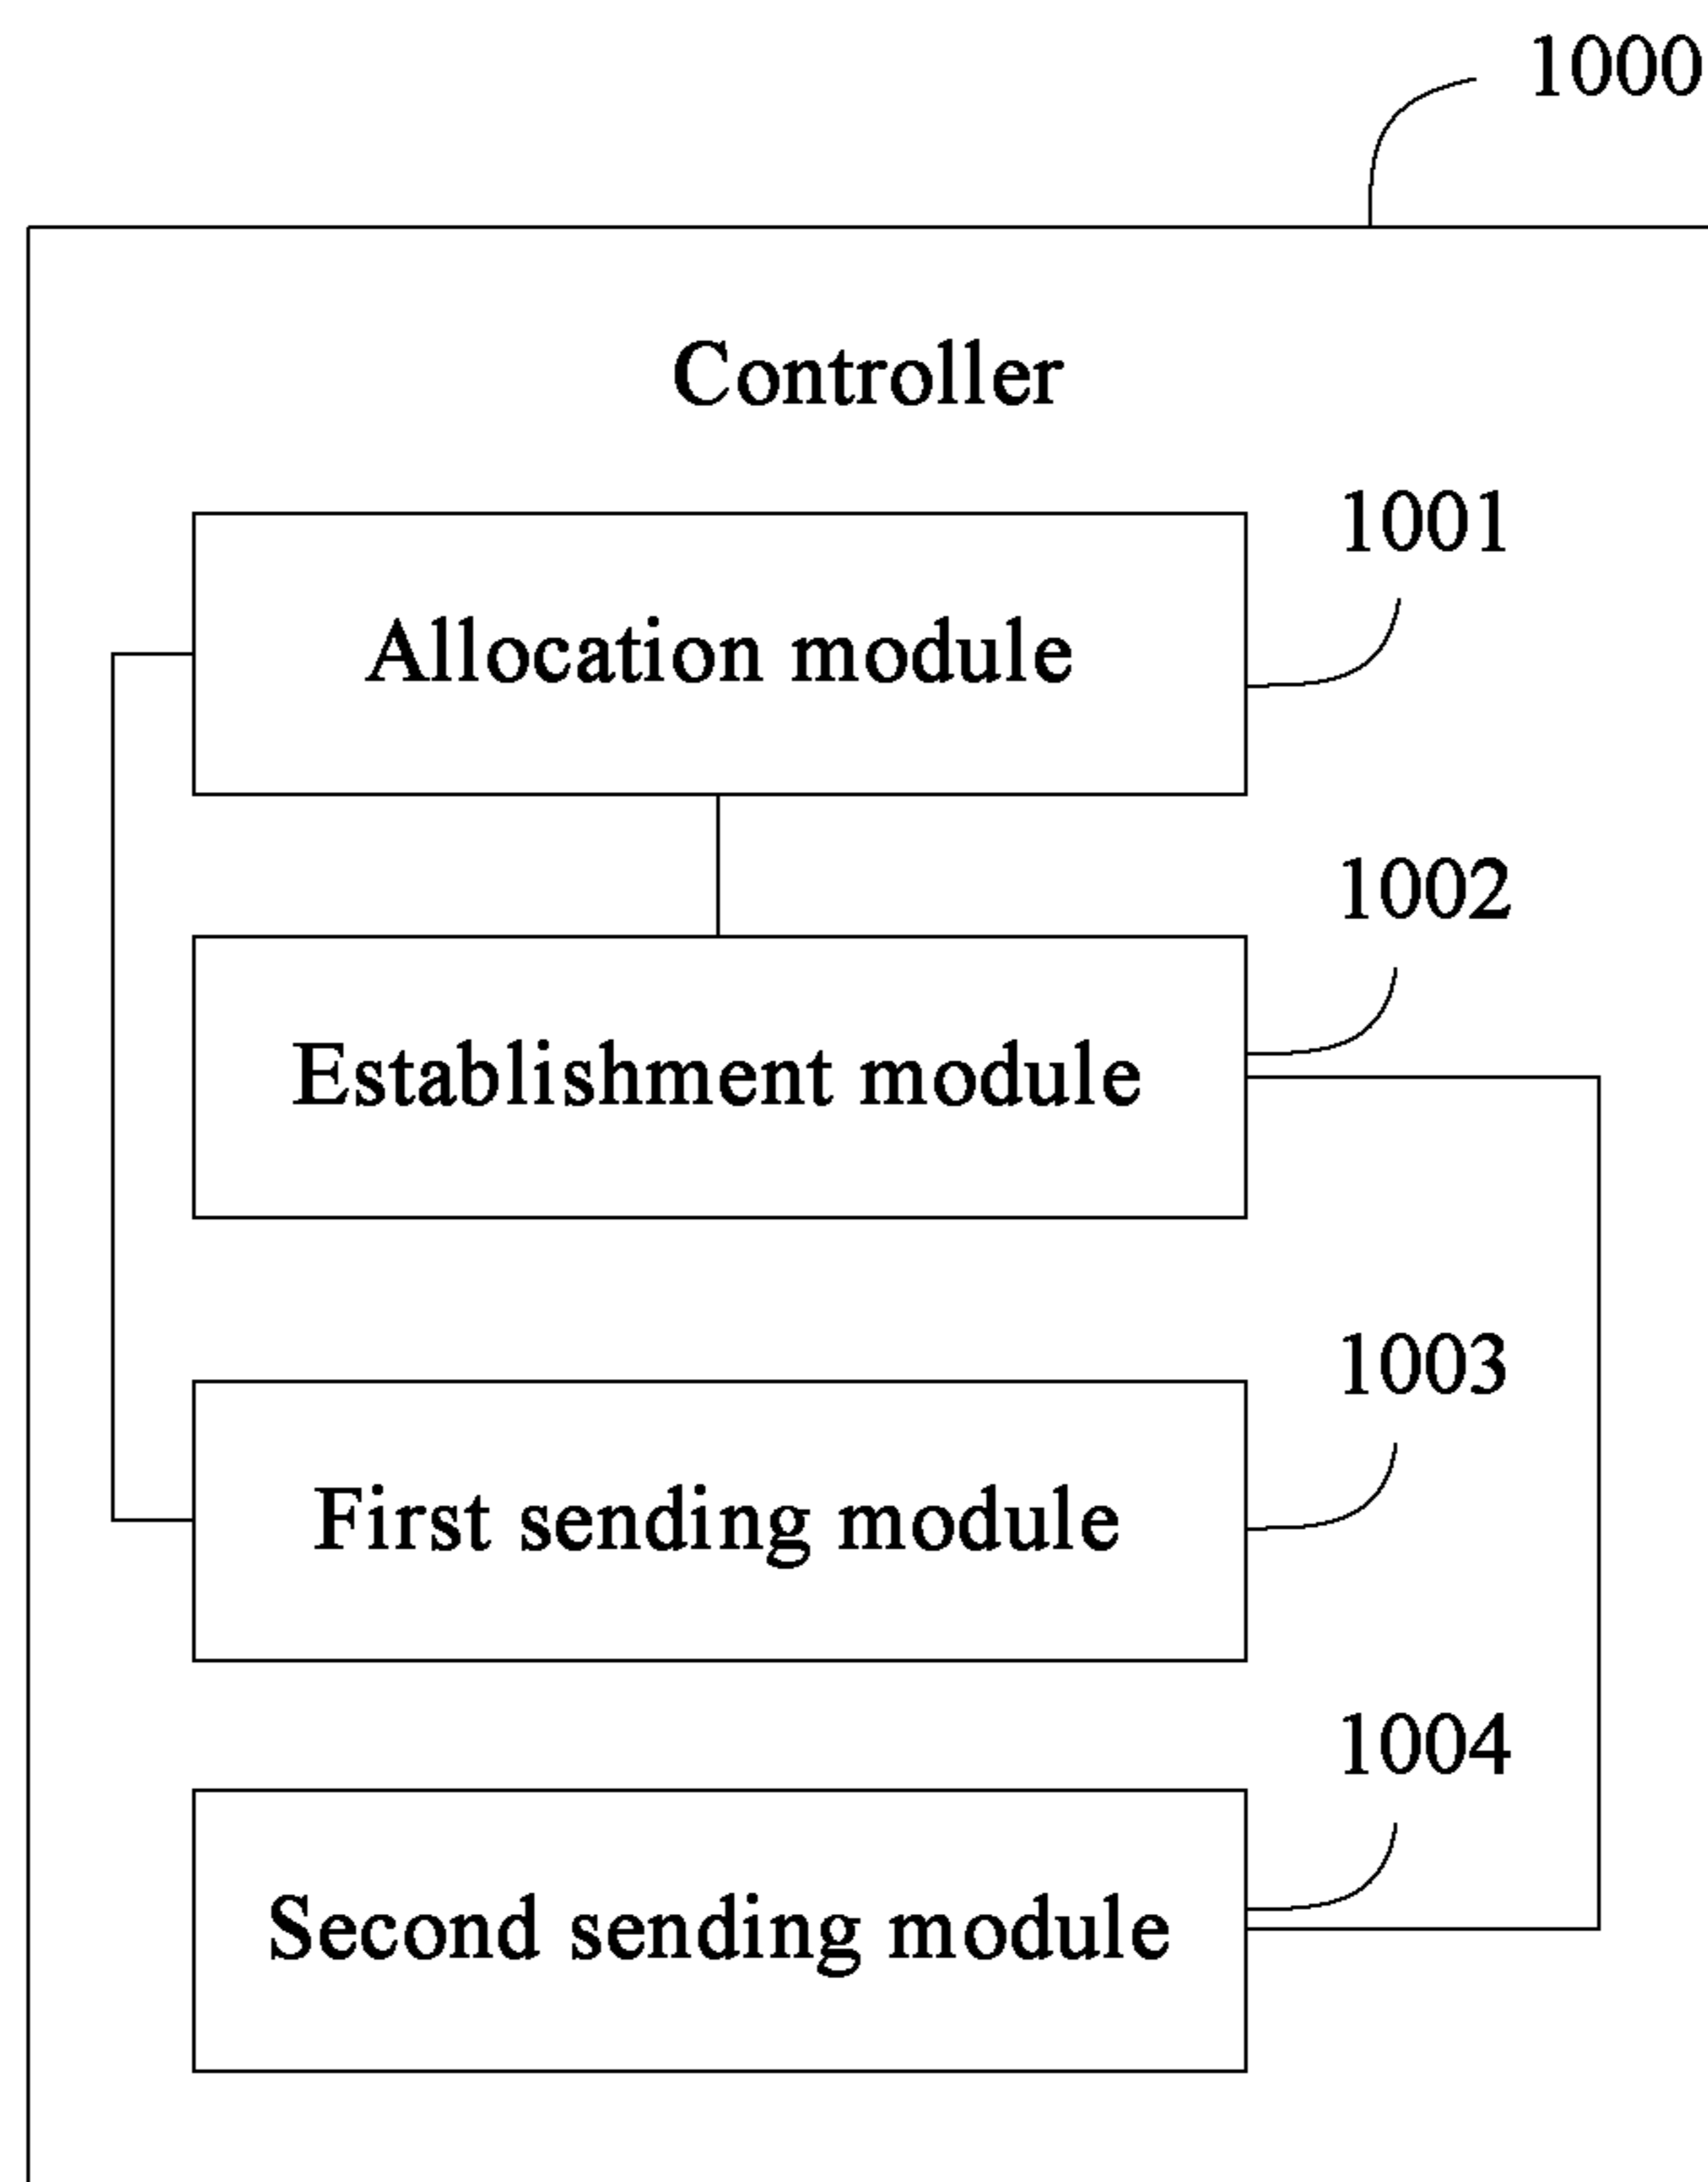 1000
Controller
1001
Allocation module
1002
Establishment module
1003
First sending module
1004
Second sending module